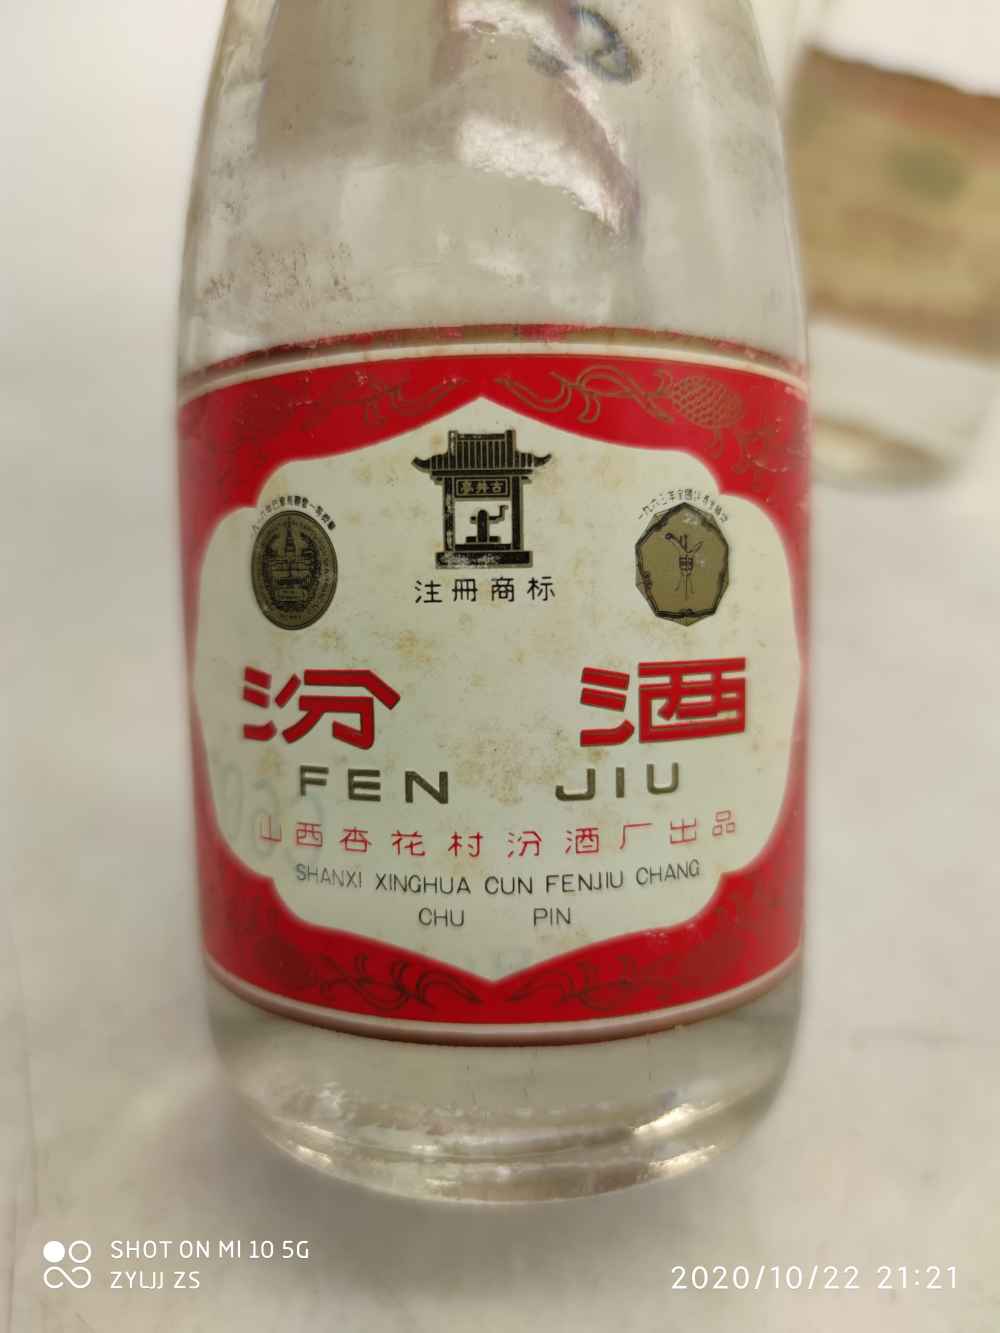 古井亭
注冊商标
汾酒
FEN JIU
山西杏花村汾酒厂出品
SHANXI XINGHUA CUN FENJIU CHANG
CHU PIN
SHOT ON MI 10 5G
ZYLJJ ZS
2020/10/22 21:21